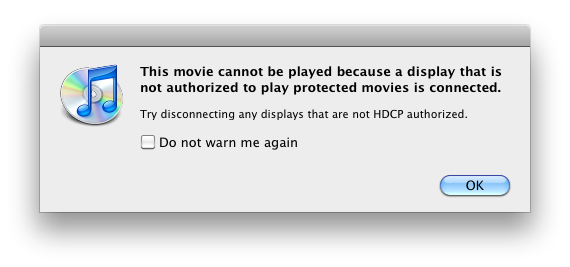 This movie cannot be played because a display that is
not authorized to play protected movies is connected.
Try disconnecting any displays that are not HDCP authorized.
Do not warn me again
OK